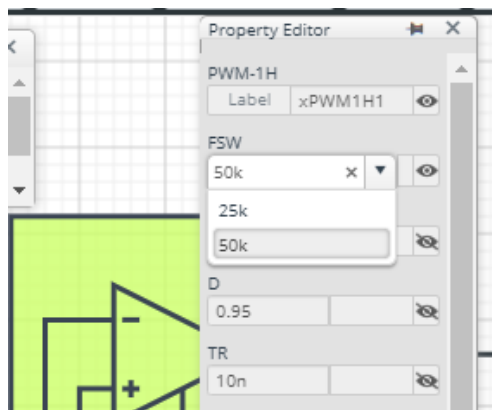 Property Editor
PWM-1H
Label xPWM1H1
FSW
50k
25k
50k
D
0.95
TR
10n